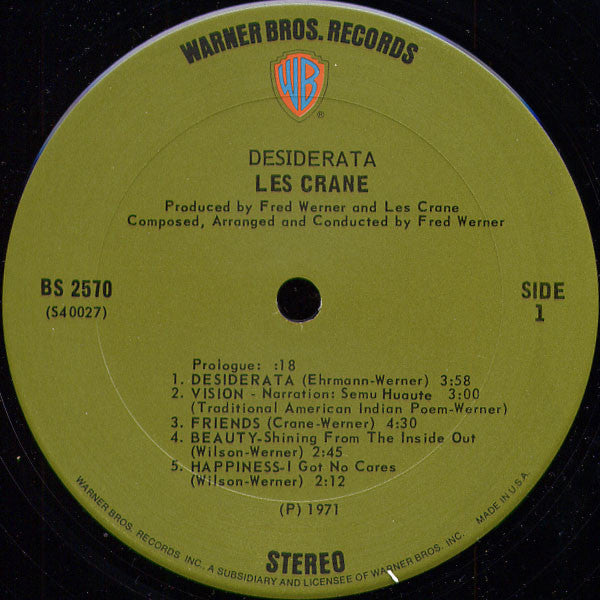 WARNER BROS. RECORDS
WB
®
DESIDERATA
LES CRANE
Produced by Fred Werner and Les Crane
Composed, Arranged and Conducted by Fred Werner
BS 2570
(S40027)
SIDE
1
Prologue: :18
1. DESIDERATA (Ehrmann-Werner) 3:58
2. VISION - Narration: Semu Huaute 3:00
(Traditional American Indian Poem-Werner)
3. FRIENDS (Crane-Werner) 4:30
4. BEAUTY-Shining From The Inside Out
(Wilson-Werner) 2:45
5. HAPPINESS-I Got No Cares
(Wilson-Werner) 2:12
(P) 1971
STEREO
WARNER BROS. RECORDS INC. A SUBSIDIARY AND LICENSEE OF WARNER BROS. INC. MADE IN U.S.A.